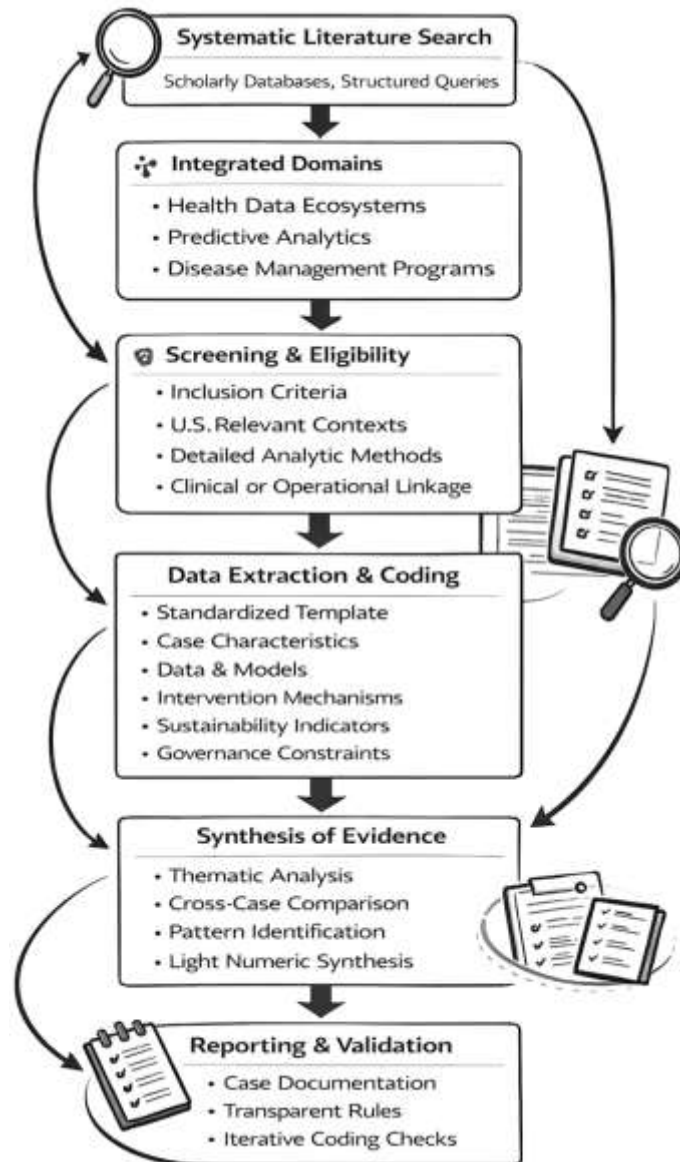 Systematic Literature Search
Scholarly Databases, Structured Queries
Integrated Domains
• Health Data Ecosystems
• Predictive Analytics
• Disease Management Programs
Screening & Eligibility
• Inclusion Criteria
• U.S. Relevant Contexts
• Detailed Analytic Methods
• Clinical or Operational Linkage
Data Extraction & Coding
• Standardized Template
• Case Characteristics
• Data & Models
• Intervention Mechanisms
• Sustainability Indicators
• Governance Constraints
Synthesis of Evidence
• Thematic Analysis
• Cross-Case Comparison
• Pattern Identification
• Light Numeric Synthesis
Reporting & Validation
• Case Documentation
• Transparent Rules
• Iterative Coding Checks